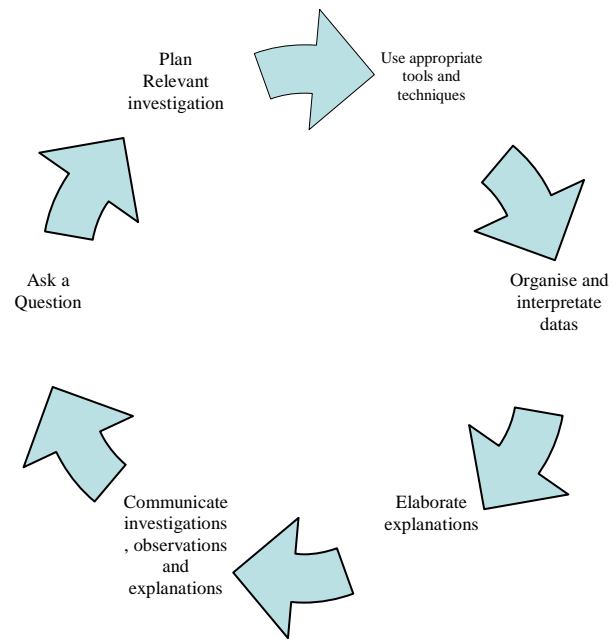 Plan
Relevant
investigation
Use appropriate
tools and
techniques
Organise and
interpretate
datas
Elaborate
explanations
Communicate
investigations
, observations
and
explanations
Ask a
Question